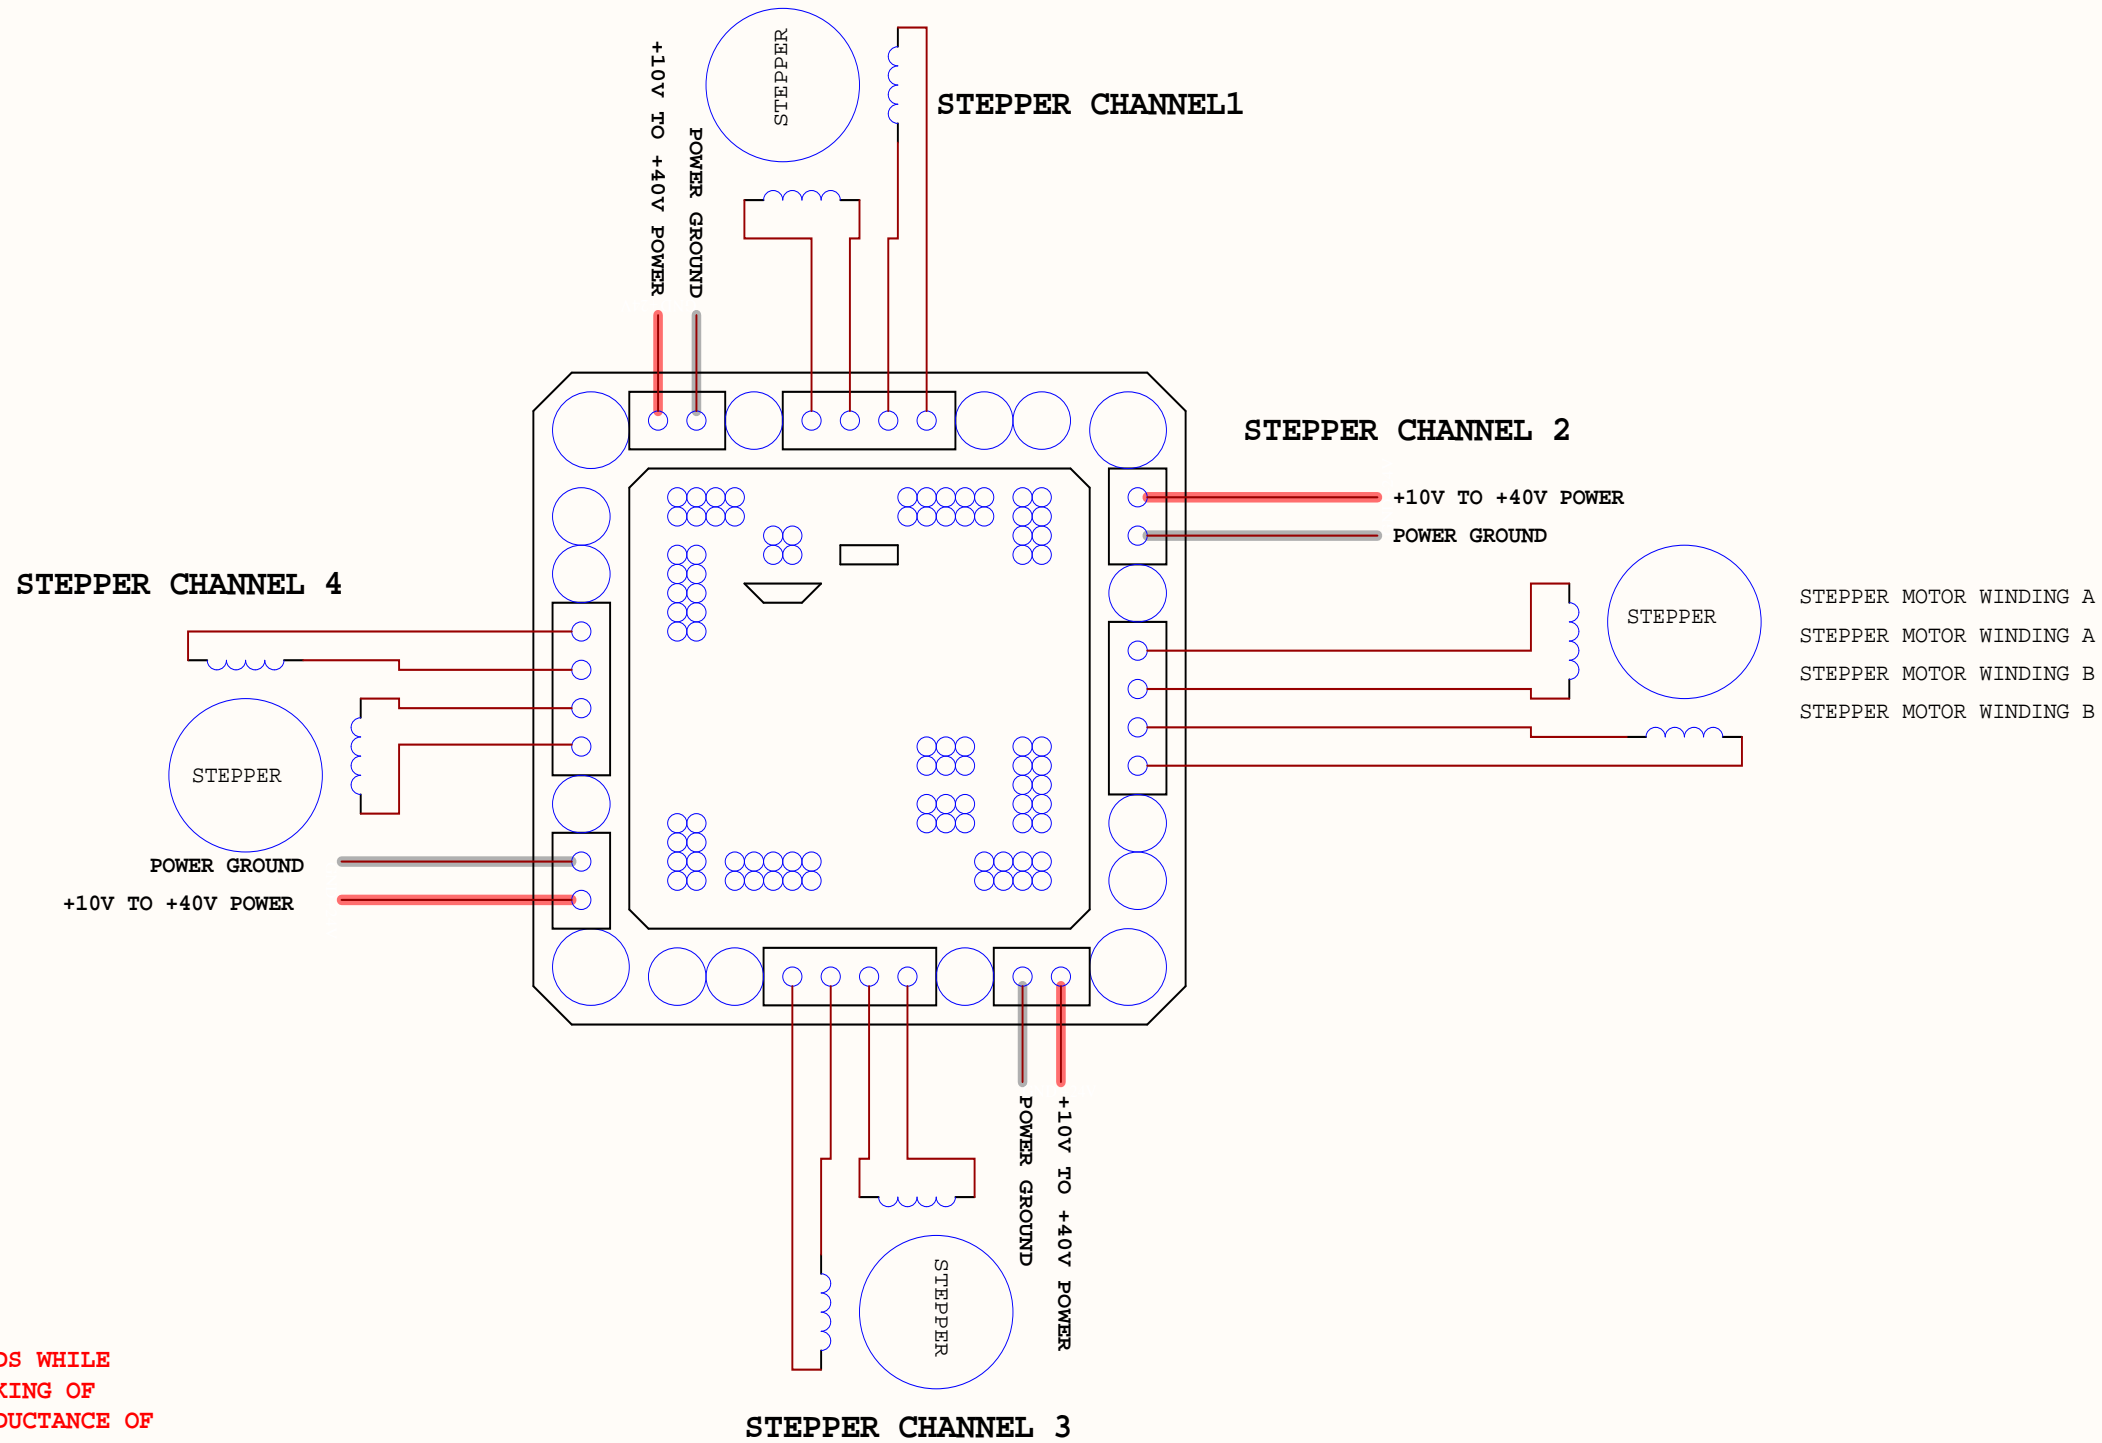 STEPPER
+10V TO +40V POWER
POWER GROUND
STEPPER CHANNEL1
STEPPER CHANNEL 2
+10V TO +40V POWER
POWER GROUND
STEPPER
STEPPER MOTOR WINDING A
STEPPER MOTOR WINDING A
STEPPER MOTOR WINDING B
STEPPER MOTOR WINDING B
STEPPER CHANNEL 4
STEPPER
POWER GROUND
+10V TO +40V POWER
POWER GROUND
+10V TO +40V POWER
STEPPER
STEPPER CHANNEL 3
WHILE
OF
OF